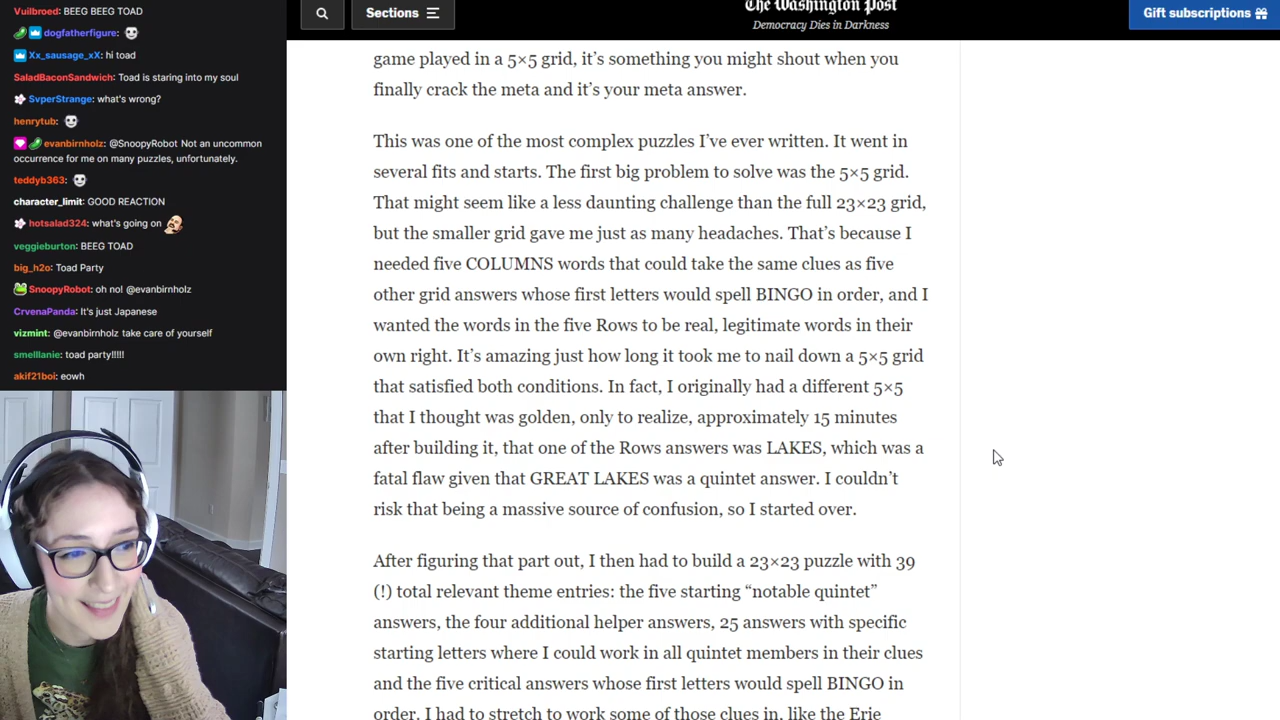 Vuilbroed: BEEG BEEG TOAD
dogfatherfigure:
Xx_sausage_xX: hi toad
SaladBaconSandwich: Toad is staring into my soul
SvperStrange: what's wrong?
henrytub:
evanbirnholz: @SnoopyRobot Not an uncommon
occurrence for me on many puzzles, unfortunately.
teddyb363:
character_limit: GOOD REACTION
hotsalad324: what's going on
veggieburton: BEEG TOAD
big_h2o: Toad Party
SnoopyRobot: oh no! @evanbirnholz
CrvenaPanda: It's just Japanese
vizmint: @evanbirnholz take care of yourself
smelllanie: toad party!!!!!
akif21boi: eowh
Sections
The Washington Post
Democracy Dies in Darkness
Gift subscriptions
game played in a 5×5 grid, it’s something you might shout when you
finally crack the meta and it’s your meta answer.
This was one of the most complex puzzles I’ve ever written. It went in
several fits and starts. The first big problem to solve was the 5×5 grid.
That might seem like a less daunting challenge than the full 23×23 grid,
but the smaller grid gave me just as many headaches. That’s because I
needed five COLUMNS words that could take the same clues as five
other grid answers whose first letters would spell BINGO in order, and I
wanted the words in the five Rows to be real, legitimate words in their
own right. It’s amazing just how long it took me to nail down a 5×5 grid
that satisfied both conditions. In fact, I originally had a different 5×5
that I thought was golden, only to realize, approximately 15 minutes
after building it, that one of the Rows answers was LAKES, which was a
fatal flaw given that GREAT LAKES was a quintet answer. I couldn’t
risk that being a massive source of confusion, so I started over.
After figuring that part out, I then had to build a 23×23 puzzle with 39
(!) total relevant theme entries: the five starting “notable quintet”
answers, the four additional helper answers, 25 answers with specific
starting letters where I could work in all quintet members in their clues
and the five critical answers whose first letters would spell BINGO in
order. I had to stretch to work some of those clues in, like the Erie